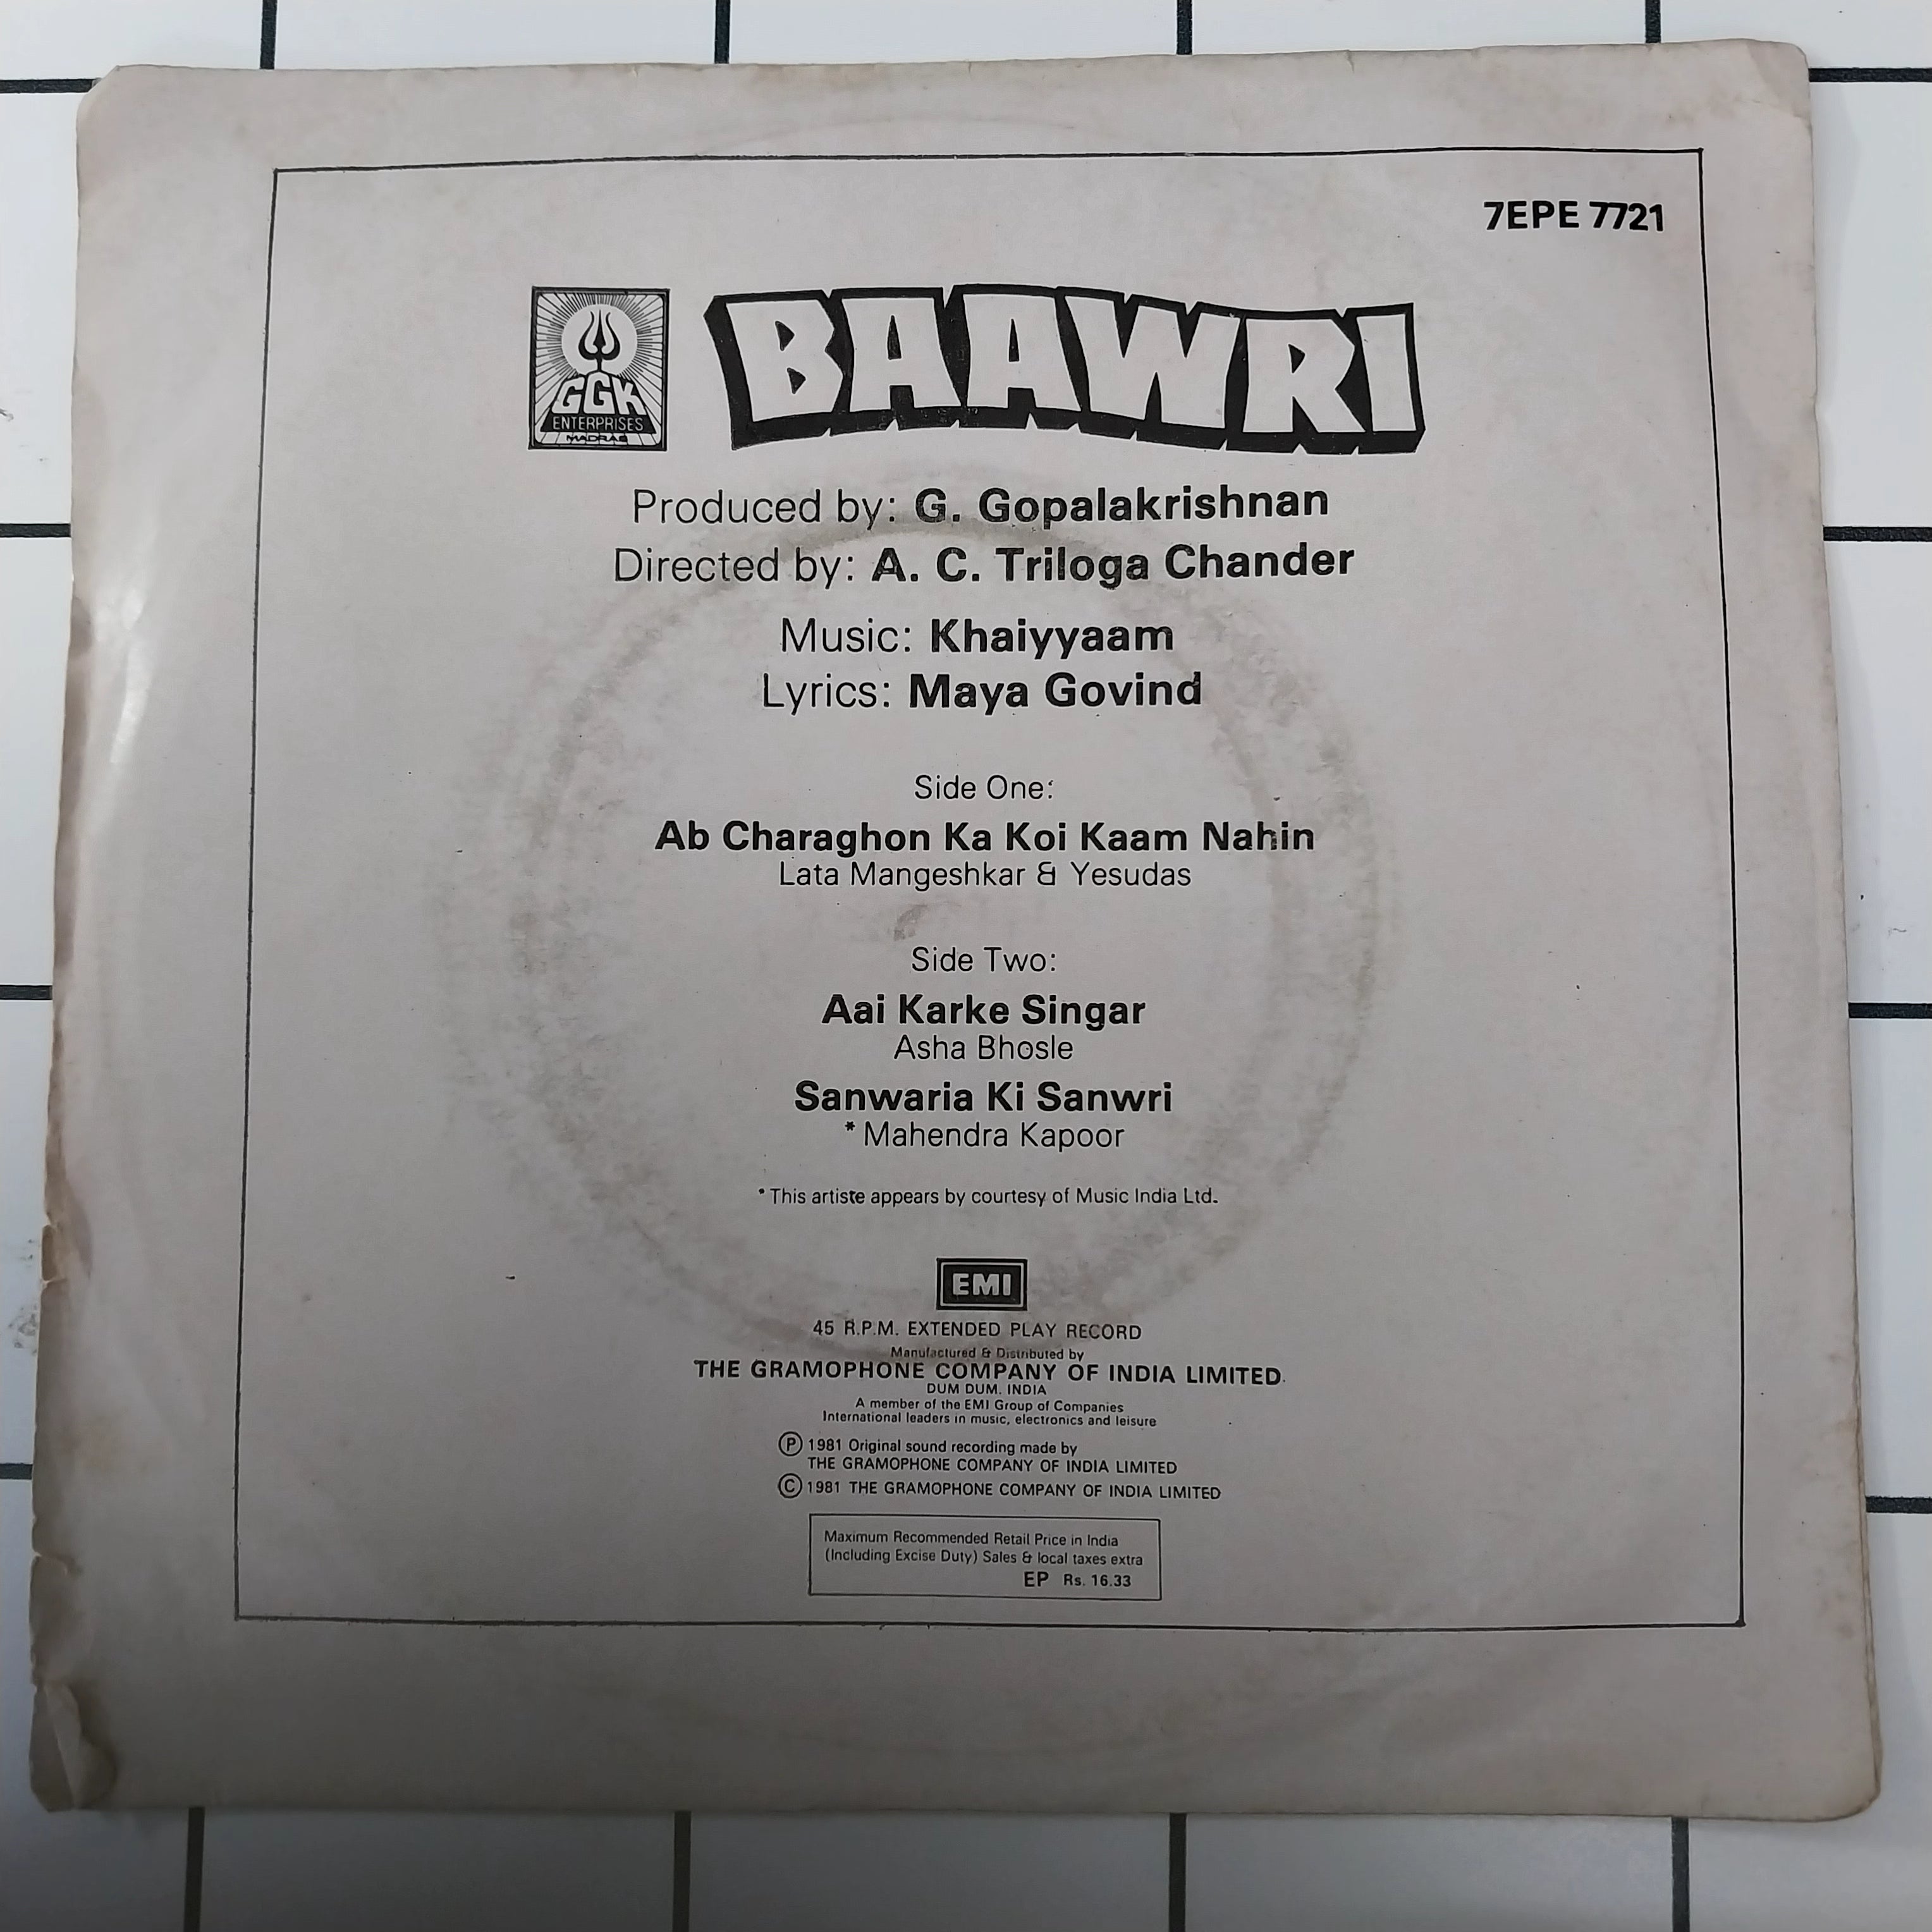 7EPE 7721
GGK
ENTERPRISES
MADRAS
BAAWRI
Produced by: G. Gopalakrishnan
Directed by: A. C. Triloga Chander
Music: Khaiyyaam
Lyrics: Maya Govind
Side One:
Ab Charaghon Ka Koi Kaam Nahin
Lata Mangeshkar & Yesudas
Side Two:
Aai Karke Singar
Asha Bhosle
Sanwaria Ki Sanwri
*Mahendra Kapoor
*This artiste appears by courtesy of Music India Ltd.
EMI
45 R.P.M. EXTENDED PLAY RECORD
Manufactured & Distributed by
THE GRAMOPHONE COMPANY OF INDIA LIMITED.
DUM DUM. INDIA
A member of the EMI Group of Companies
International leaders in music, electronics and leisure
Ⓟ 1981 Original sound recording made by
THE GRAMOPHONE COMPANY OF INDIA LIMITED
© 1981 THE GRAMOPHONE COMPANY OF INDIA LIMITED
Maximum Recommended Retail Price in India
(Including Excise Duty) Sales & local taxes extra
EP Rs. 16.33